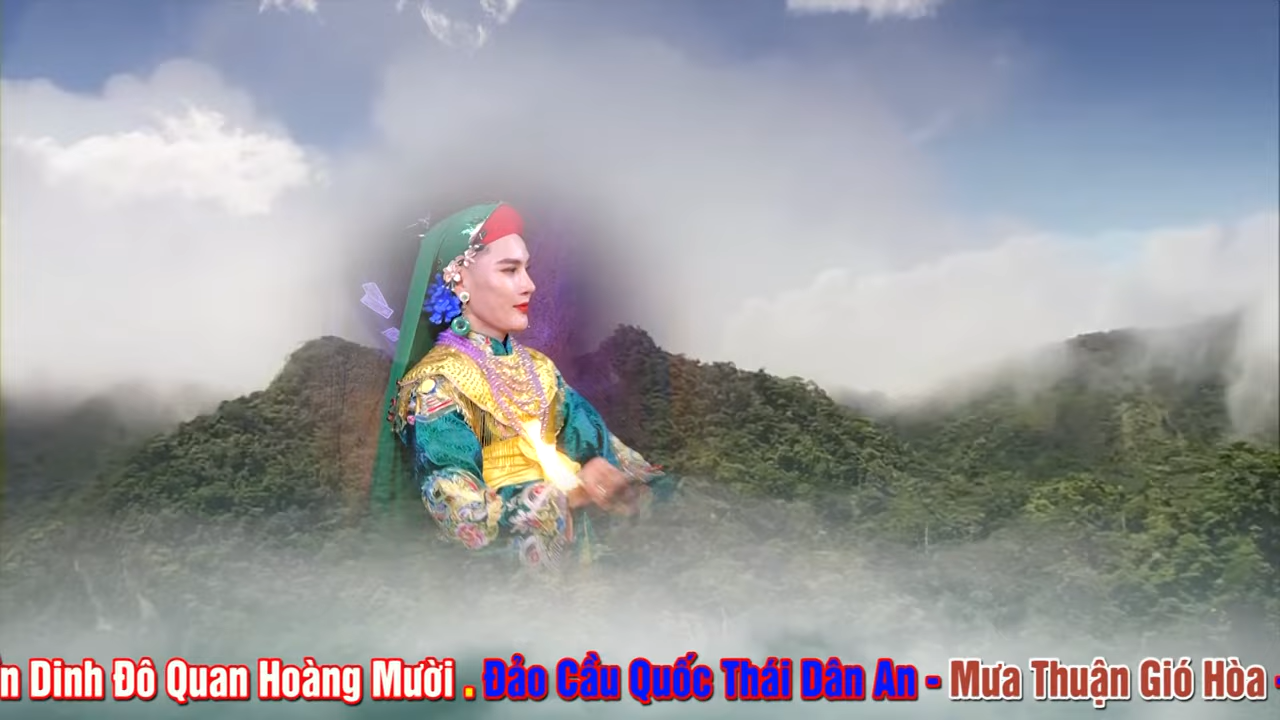 n Dinh Đô Quan Hoàng Mười . Đảo Cầu Quốc Thái Dân An - Mưa Thuận Gió Hòa -